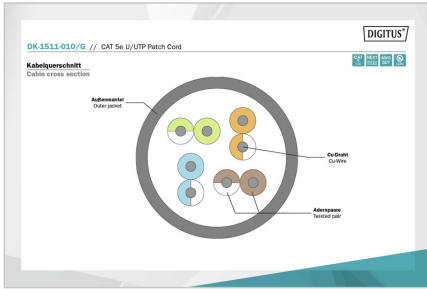 DIGITUS®
DK-1511-010/G // CAT 5e U/UTP Patch Cord
Kabelquerschnitt
Cable cross section
Außenmantel
Outer jacket
Cu-Draht
Cu-Wire
Aderspaare
Twisted pair